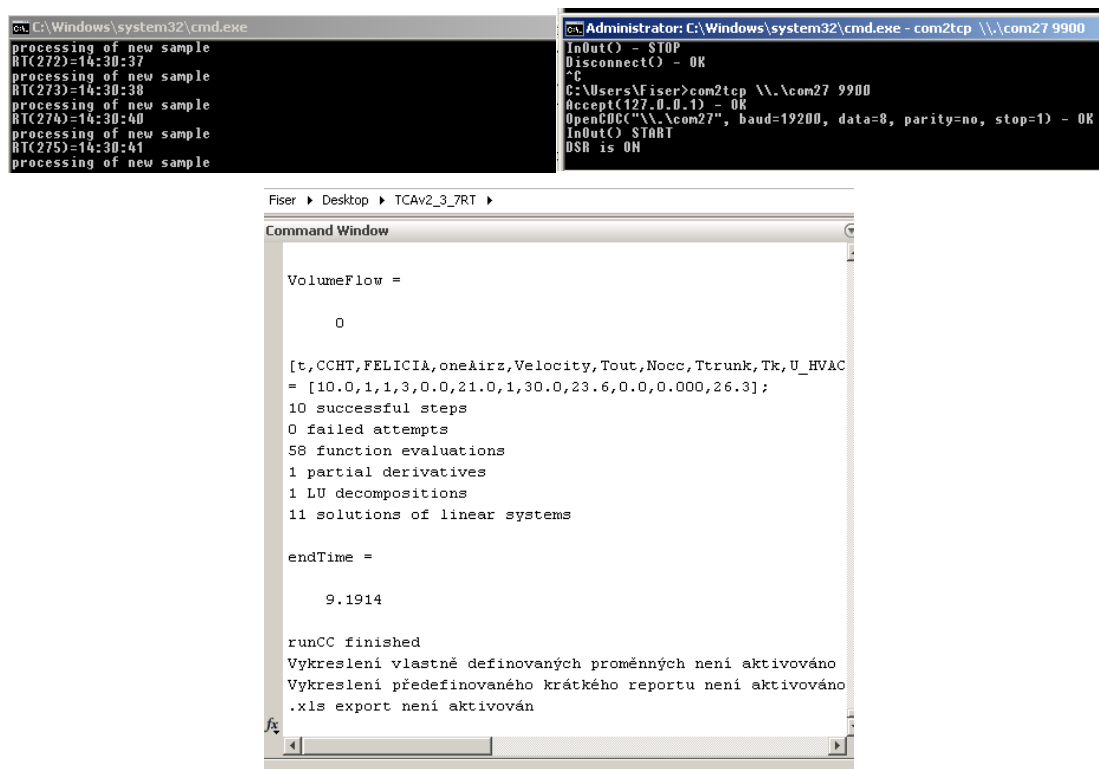 C:\Windows\system32\cmd.exe
processing of new sample
RT(272)=14:30:37
processing of new sample
RT(273)=14:30:38
processing of new sample
RT(274)=14:30:40
processing of new sample
RT(275)=14:30:41
processing of new sample
Administrator: C:\Windows\system32\cmd.exe - com2tcp \\.\com27 9900
InOut() - STOP
Disconnect() - OK
^C
C:\Users\Fiser>com2tcp \\.\com27 9900
Accept(127.0.0.1) - OK
OpenC0C("\\.\com27", baud=19200, data=8, parity=no, stop=1) - OK
InOut() START
DSR is ON
Fiser ▸ Desktop ▸ TCAv2_3_7RT ▸
Command Window
VolumeFlow =
0
[t,CCHT,FELICIA,oneAirz,Velocity,Tout,Nocc,Ttrunk,Tk,U_HVAC
= [10.0,1,1,3,0.0,21.0,1,30.0,23.6,0.0,0.000,26.3];
10 successful steps
0 failed attempts
58 function evaluations
1 partial derivatives
1 LU decompositions
11 solutions of linear systems
endTime =
9.1914
runCC finished
Vykreslení vlastně definovaných proměnných není aktivováno
Vykreslení předefinovaného krátkého reportu není aktivováno
.xls export není aktivován
fx